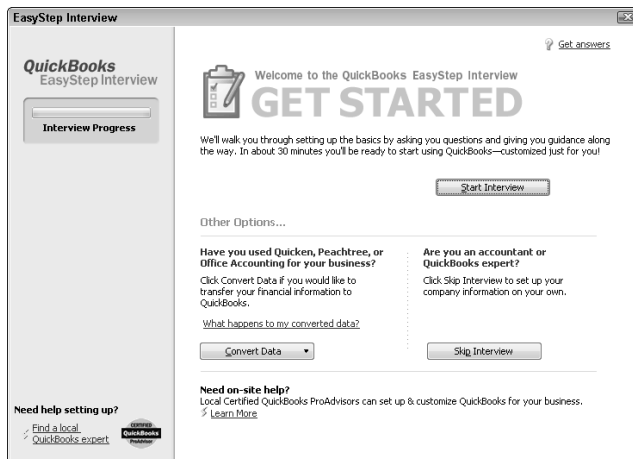 EasyStep Interview
Get answers
QuickBooks
EasyStep Interview
Interview Progress
Welcome to the QuickBooks EasyStep Interview
GET STARTED
We'll walk you through setting up the basics by asking you questions and giving you guidance along
the way. In about 30 minutes you'll be ready to start using QuickBooks—customized just for you!
Start Interview
Other Options...
Have you used Quicken, Peachtree, or
Office Accounting for your business?
Click Convert Data if you would like to
transfer your financial information to
QuickBooks.
What happens to my converted data?
Convert Data
Are you an accountant or
QuickBooks expert?
Click Skip Interview to set up your
company information on your own.
Skip Interview
Need on-site help?
Local Certified QuickBooks ProAdvisors can set up & customize QuickBooks for your business.
Learn More
Need help setting up?
Find a local
QuickBooks expert
CERTIFIED
QuickBooks
ProAdvisor